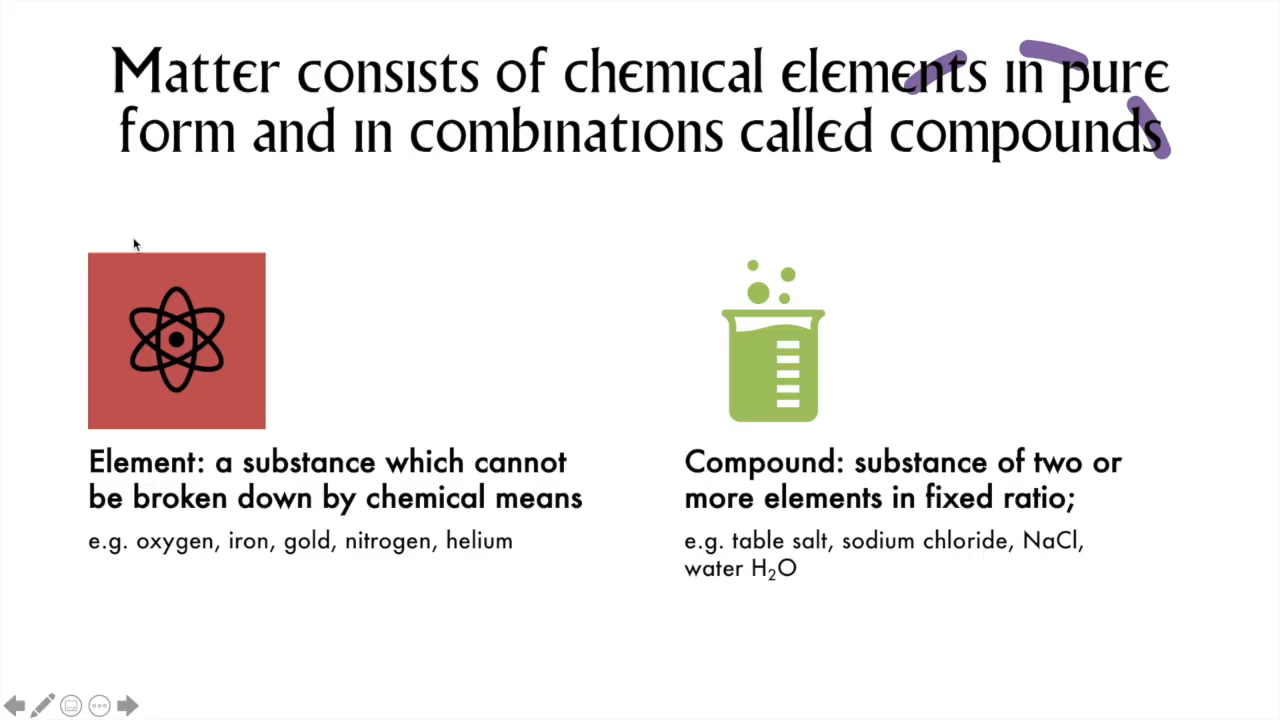 Matter consists of chemical elements in pure
form and in combinations called compounds
Element: a substance which cannot
be broken down by chemical means
e.g. oxygen, iron, gold, nitrogen, helium
Compound: substance of two or
more elements in fixed ratio;
e.g. table salt, sodium chloride, NaCl,
water H₂O